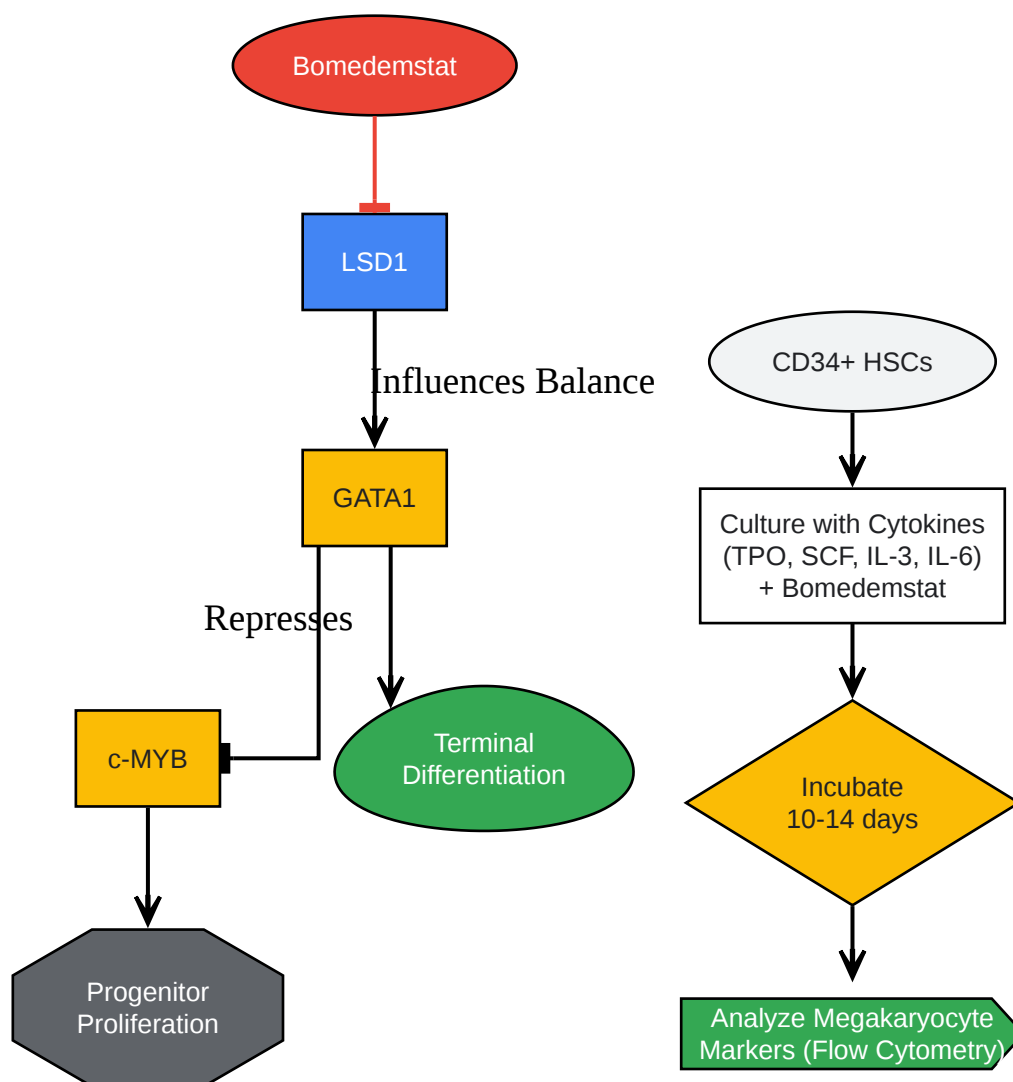 Bomedemstat
LSD1
Influences Balance
GATA1
Represses
c-MYB
Terminal
Differentiation
Progenitor
Proliferation
CD34+ HSCs
Culture with Cytokines
(TPO, SCF, IL-3, IL-6)
+ Bomedemstat
Incubate
10-14 days
Analyze Megakaryocyte
Markers (Flow Cytometry)